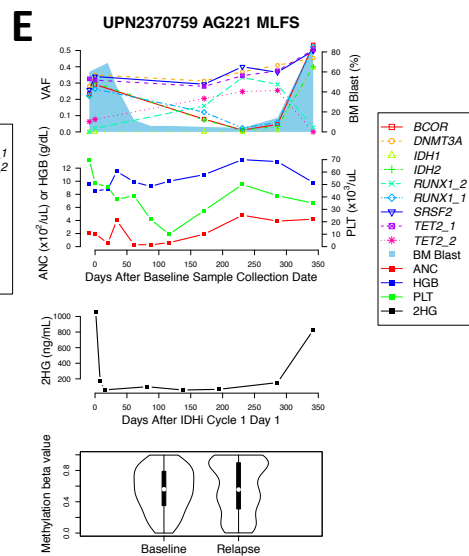 E
UPN2370759 AG221 MLFS
VAF
0.5
0.4
0.3
0.2
0.1
0.0
80
60
40
20
0
BM Blast (%)
_1
_2
ANC (x10²/uL) or HGB (g/dL)
12
10
8
6
4
2
0
70
60
50
40
30
20
10
0
PLT (x10³/uL
0 50 100 150 200 250 300 350
Days After Baseline Sample Collection Date
BCOR
DNMT3A
IDH1
IDH2
RUNX1_2
RUNX1_1
SRSF2
TET2_1
TET2_2
BM Blast
ANC
HGB
PLT
2HG
2HG (ng/mL)
1000
800
600
400
200
0 50 100 150 200 250 300 350
Days After IDHi Cycle 1 Day 1
Methylation beta value
0.8
0.4
0.0
Baseline Relapse